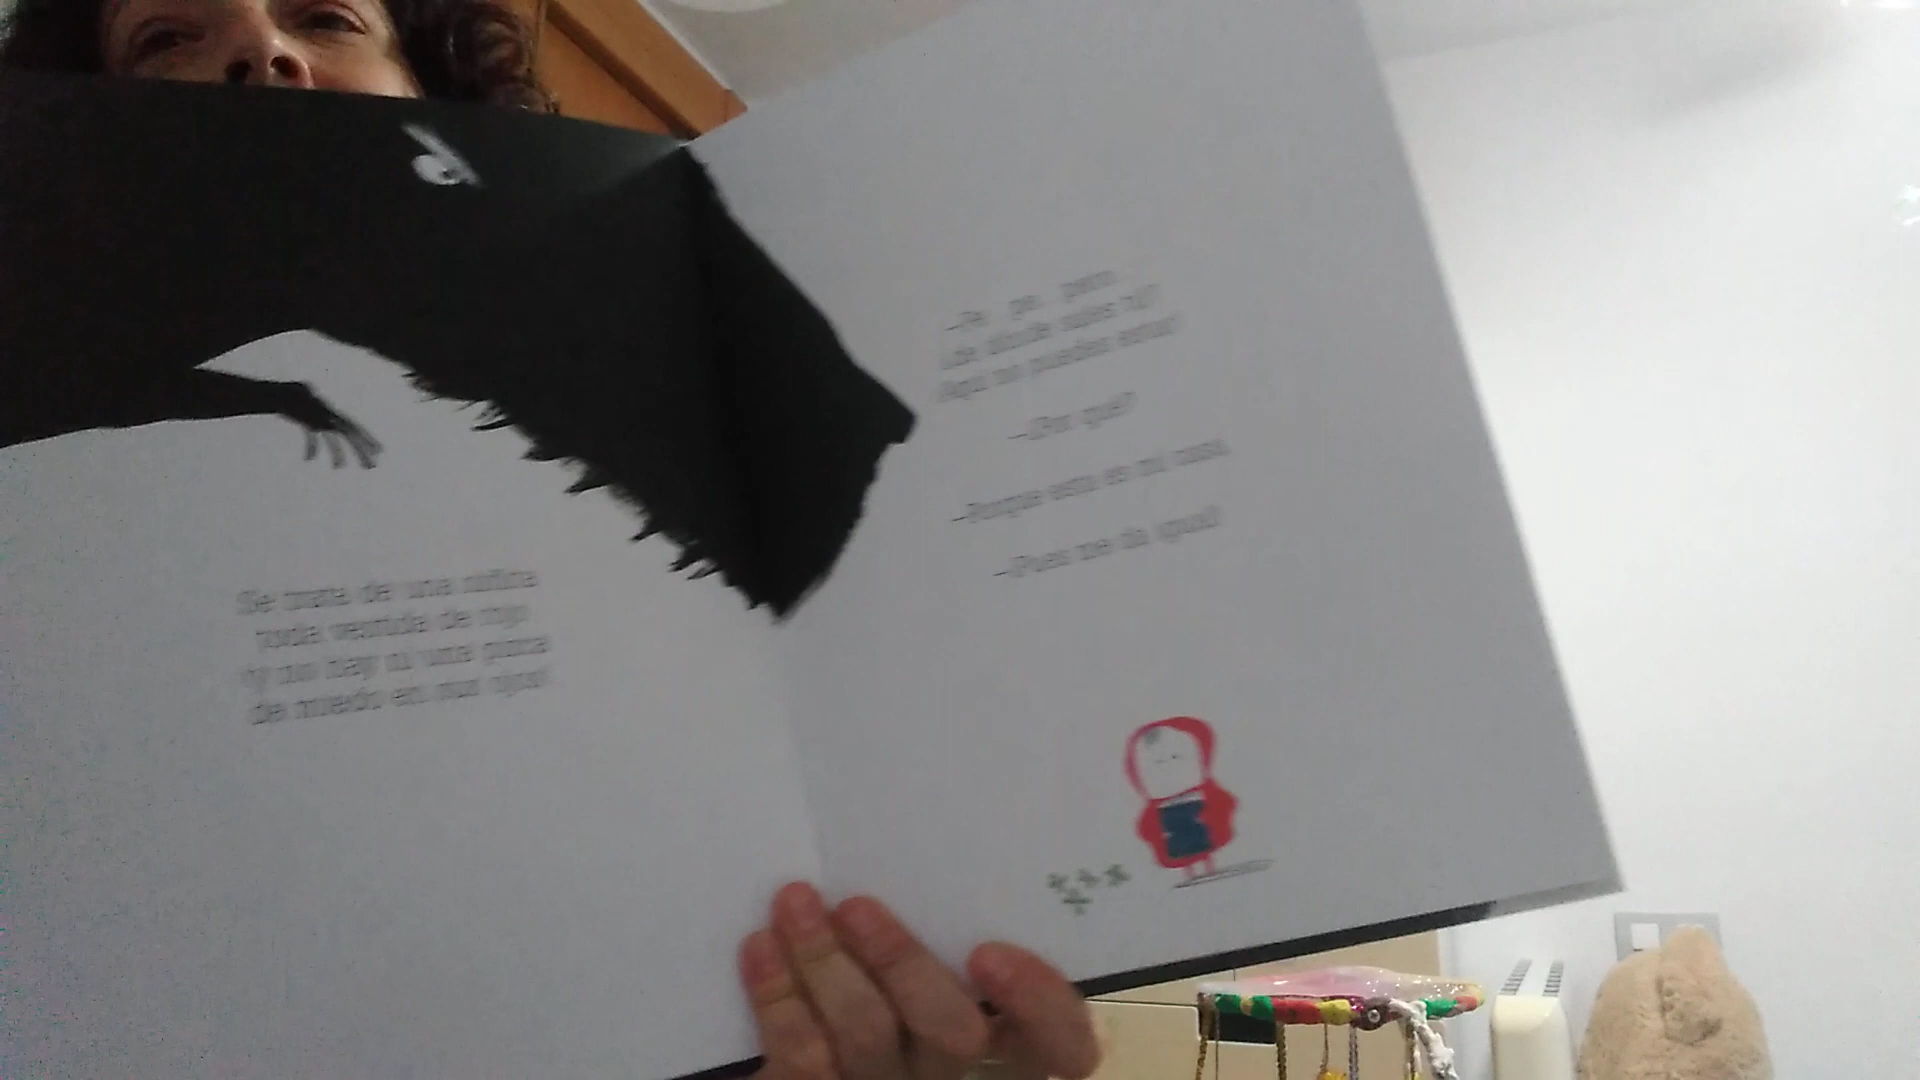 Se trata de una niñita
toda vestida de rojo
¡y no hay ni una pizca
de miedo en sus ojos!
—Pe... pe... pero...
¿de dónde sales tú?
¡Aquí no puedes estar!
—¿Por qué?
—Porque esta es mi casa.
—¡Pues me da igual!